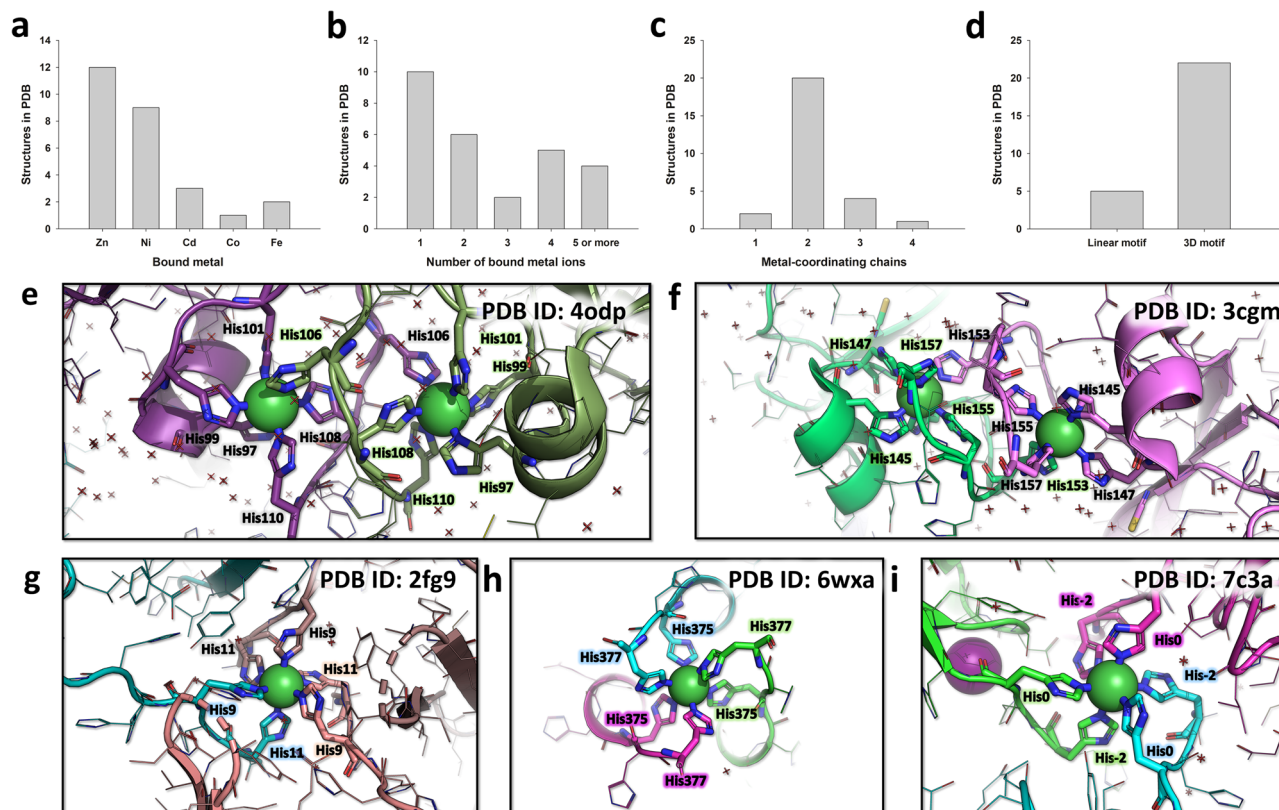 a
14
12
10
8
6
4
2
0
Structures in PDB
Zn Ni Cd Co Fe
Bound metal
b
12
10
8
6
4
2
0
Structures in PDB
1 2 3 4 5 or more
Number of bound metal ions
c
25
20
15
10
5
0
Structures in PDB
1 2 3 4
Metal-coordinating chains
d
25
20
15
10
5
0
Structures in PDB
Linear motif 3D motif
e
PDB ID: 4odp
His101
His106
His106
His101
His99
His99
His97
His108
His108
His97
His110
His110
f
PDB ID: 3cgm
His147
His157
His153
His145
His155
His155
His145
His157
His153
His147
g
PDB ID: 2fg9
His9
His11
His11
His9
His11
His9
h
PDB ID: 6wxa
His375
His377
His377
His375
His375
His377
i
PDB ID: 7c3a
His-2
His0
His-2
His0
His0
His-2